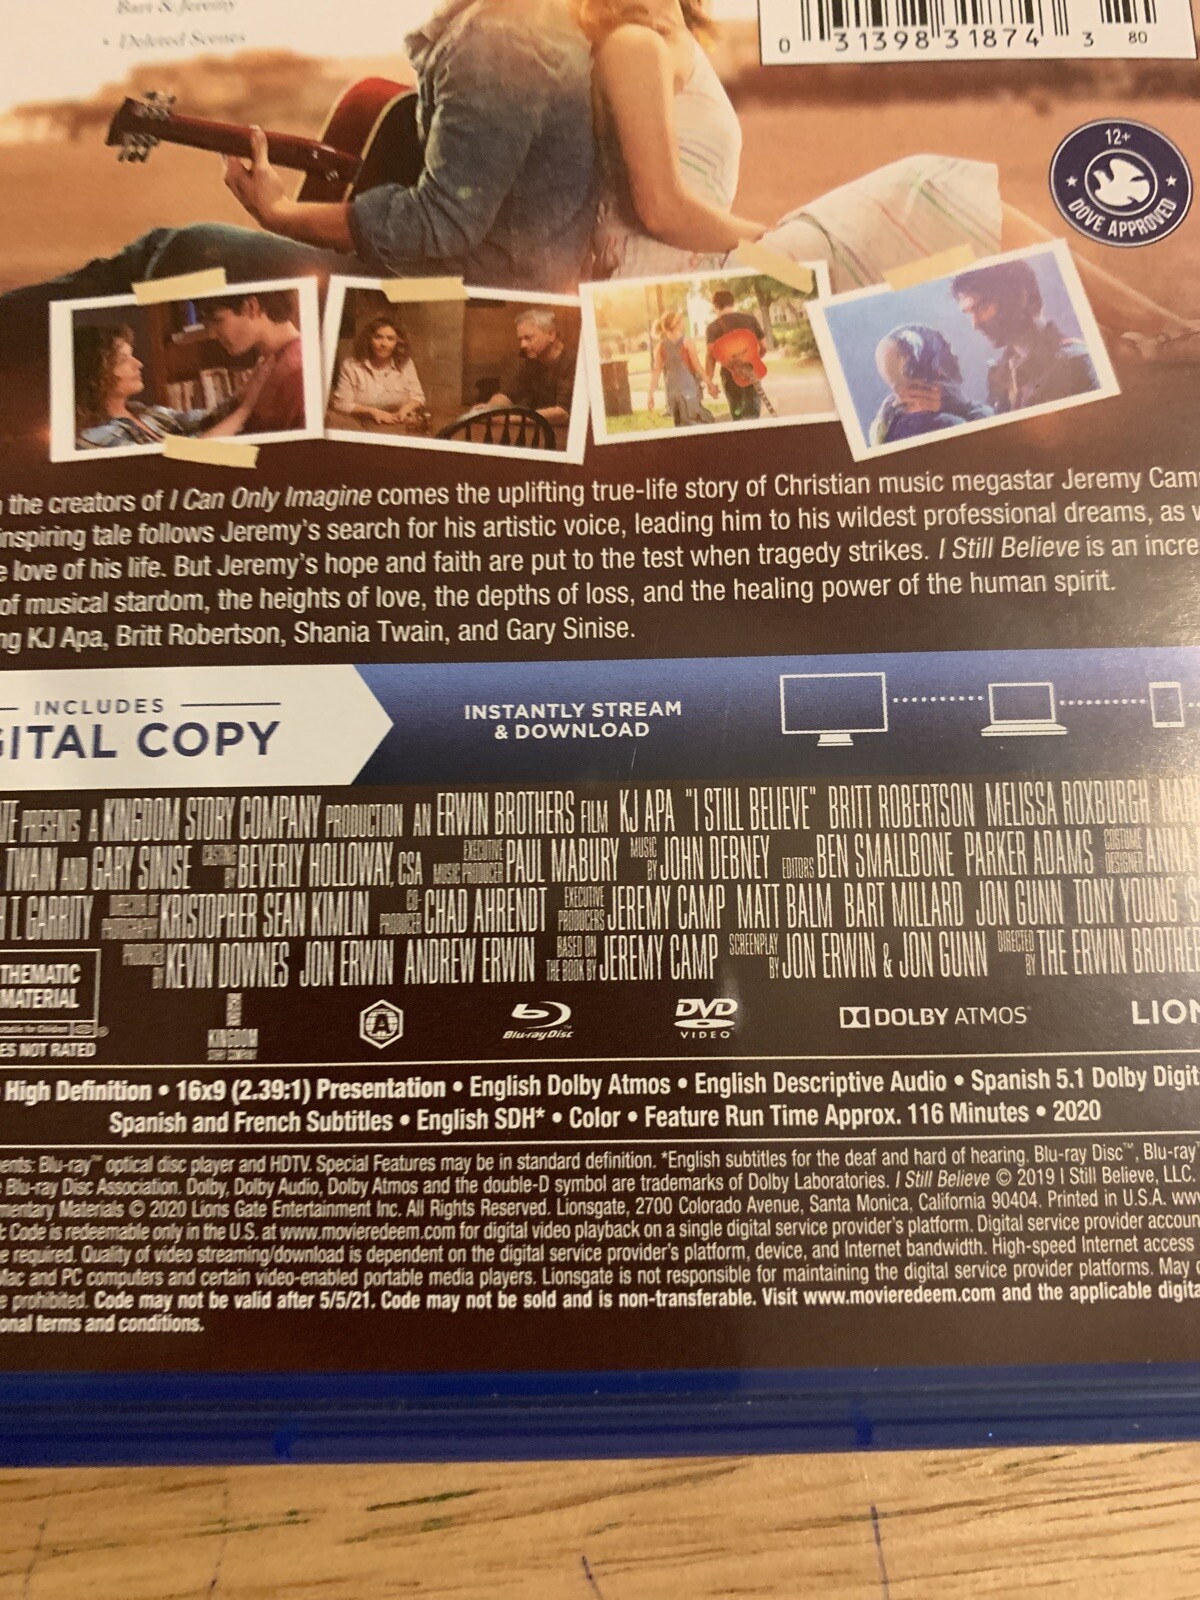 Bart & Jeremy
• Deleted Scenes
0 31398 31874 3 80
12+
DOVE APPROVED
the creators of I Can Only Imagine comes the uplifting true-life story of Christian music megastar Jeremy Cam
inspiring tale follows Jeremy's search for his artistic voice, leading him to his wildest professional dreams, as
love of his life. But Jeremy's hope and faith are put to the test when tragedy strikes. I Still Believe is an incre
of musical stardom, the heights of love, the depths of loss, and the healing power of the human spirit.
ng KJ Apa, Britt Robertson, Shania Twain, and Gary Sinise.
INCLUDES
GITAL COPY
INSTANTLY STREAM
& DOWNLOAD
TE PRESENTS A KINGDOM STORY COMPANY PRODUCTION AN ERWIN BROTHERS FILM KJ APA "I STILL BELIEVE" BRITT ROBERTSON MELISSA ROXBURGH
TWAIN AND GARY SINISE CASTING BY BEVERLY HOLLOWAY, CSA EXECUTIVE MUSIC PRODUCER PAUL MABURY MUSIC BY JOHN DEBNEY EDITORS BEN SMALLBONE PARKER ADAMS COSTUME DESIGNER ANNA
T. GARRITY DIRECTOR OF PHOTOGRAPHY KRISTOPHER SEAN KIMLIN CO-PRODUCER CHAD AHRENDT EXECUTIVE PRODUCERS JEREMY CAMP MATT BALM BART MILLARD JON GUNN TONY YOUNG
PRODUCED BY KEVIN DOWNES JON ERWIN ANDREW ERWIN BASED ON THE BOOK BY JEREMY CAMP SCREENPLAY BY JON ERWIN & JON GUNN DIRECTED BY THE ERWIN BROTHE
THEMATIC
MATERIAL
ES NOT RATED
KINGDOM
STORY COMPANY
A
Blu-ray Disc™
DVD
VIDEO
DOLBY ATMOS®
LION
High Definition • 16x9 (2.39:1) Presentation • English Dolby Atmos • English Descriptive Audio • Spanish 5.1 Dolby Digit
Spanish and French Subtitles • English SDH* • Color • Feature Run Time Approx. 116 Minutes • 2020
ents: Blu-ray™ optical disc player and HDTV. Special Features may be in standard definition. *English subtitles for the deaf and hard of hearing. Blu-ray Disc™, Blu-ray™
Blu-ray Disc Association. Dolby, Dolby Audio, Dolby Atmos and the double-D symbol are trademarks of Dolby Laboratories. I Still Believe © 2019 I Still Believe, LLC.
mentary Materials © 2020 Lions Gate Entertainment Inc. All Rights Reserved. Lionsgate, 2700 Colorado Avenue, Santa Monica, California 90404. Printed in U.S.A. ww
Code is redeemable only in the U.S. at www.movieredeem.com for digital video playback on a single digital service provider's platform. Digital service provider accoun
e required. Quality of video streaming/download is dependent on the digital service provider's platform, device, and Internet bandwidth. High-speed Internet access
Mac and PC computers and certain video-enabled portable media players. Lionsgate is not responsible for maintaining the digital service provider platforms. May
e prohibited. Code may not be valid after 5/5/21. Code may not be sold and is non-transferable. Visit www.movieredeem.com and the applicable digita
onal terms and conditions.